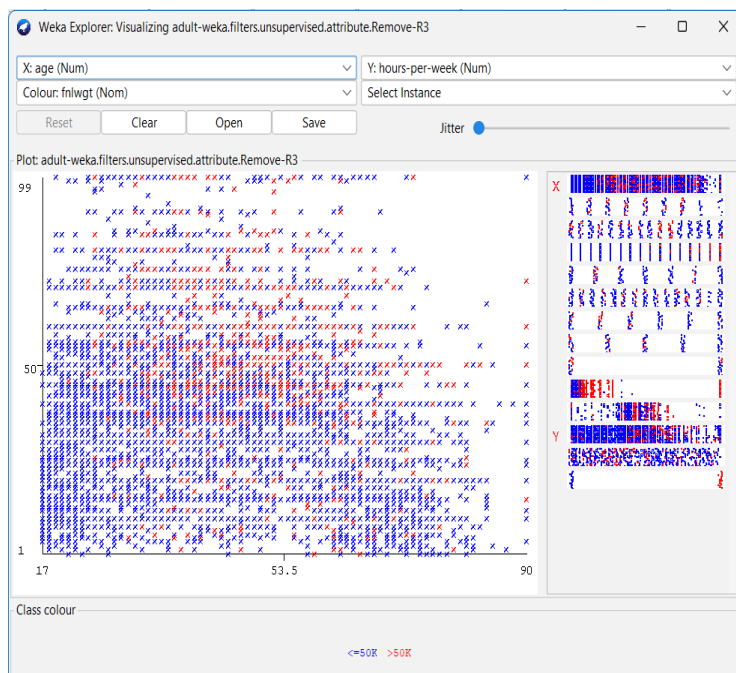 Weka Explorer: Visualizing adult-weka.filters.unsupervised.attribute.Remove-R3
X: age (Num) Y: hours-per-week (Num)
Colour: fnlwgt (Nom) Select Instance
Reset Clear Open Save Jitter
Plot: adult-weka.filters.unsupervised.attribute.Remove-R3
99
X
50
Y
1
17 53.5 90
Class colour
<=50K >50K